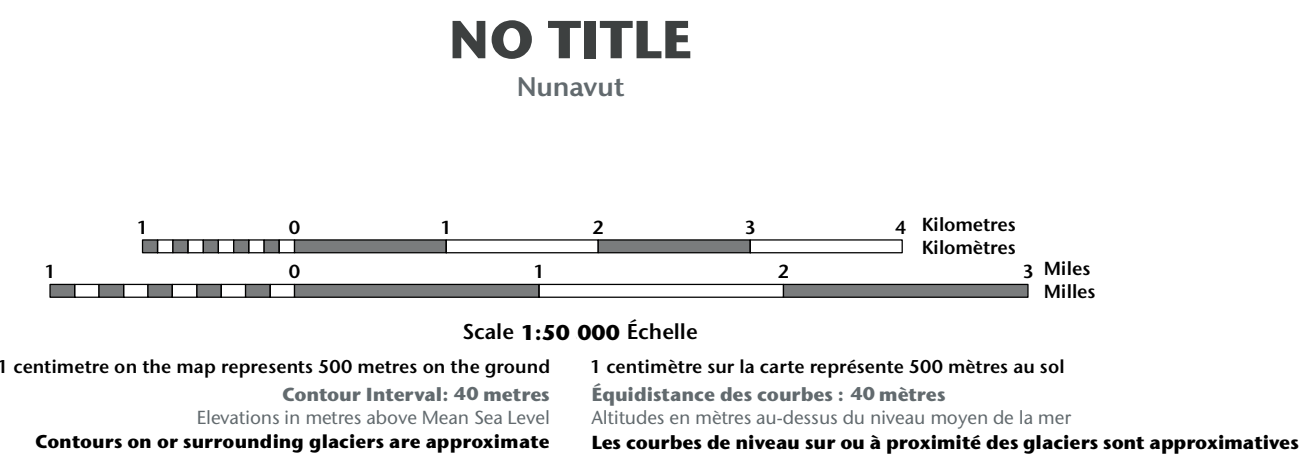 NO TITLE
Nunavut
1 0 1 2 3 4 Kilometres
Kilomètres
1 0 1 2 3 Miles
Milles
Scale 1:50 000 Échelle
1 centimetre on the map represents 500 metres on the ground
Contour Interval: 40 metres
Elevations in metres above Mean Sea Level
Contours on or surrounding glaciers are approximate
1 centimètre sur la carte représente 500 mètres au sol
Équidistance des courbes : 40 mètres
Altitudes en mètres au-dessus du niveau moyen de la mer
Les courbes de niveau sur ou à proximité des glaciers sont approximatives